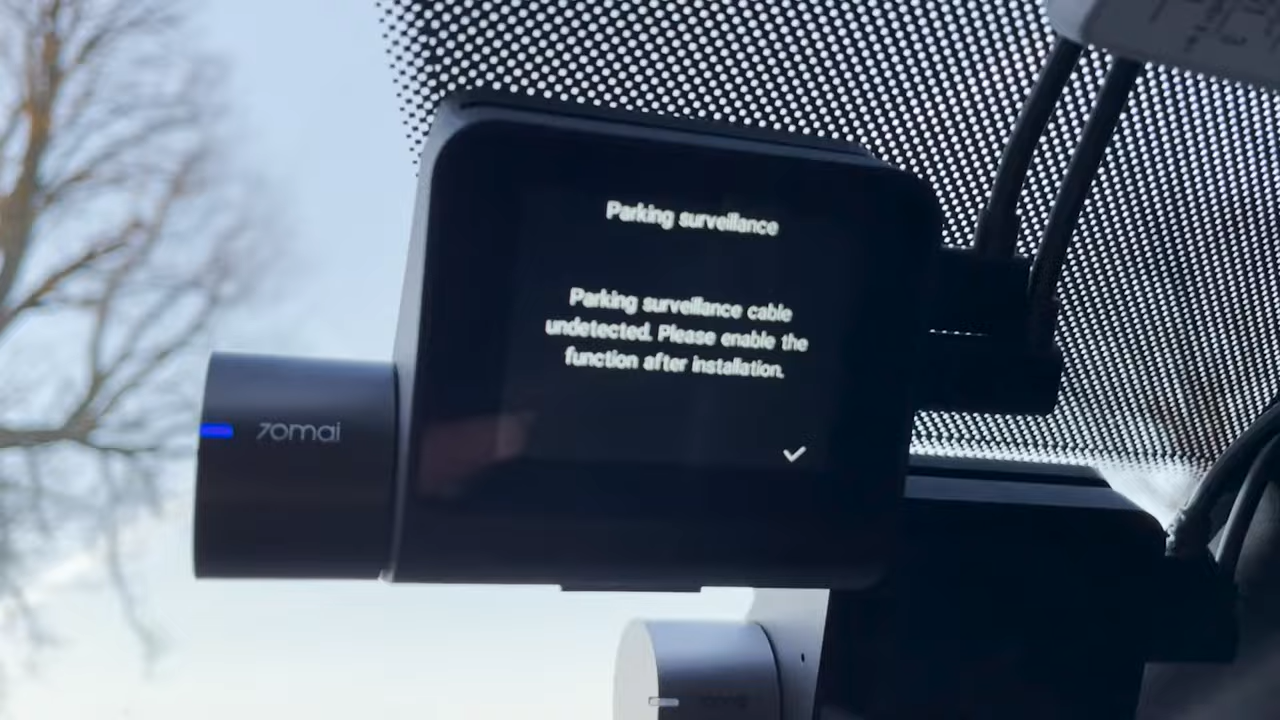 Parking surveillance
Parking surveillance cable
undetected. Please enable the
function after installation.
70mai